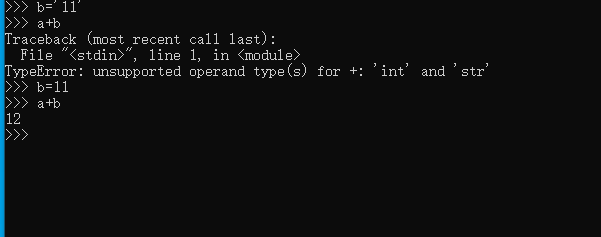 >>> b='11'
>>> a+b
Traceback (most recent call last):
  File "<stdin>", line 1, in <module>
TypeError: unsupported operand type(s) for +: 'int' and 'str'
>>> b=11
>>> a+b
12
>>>